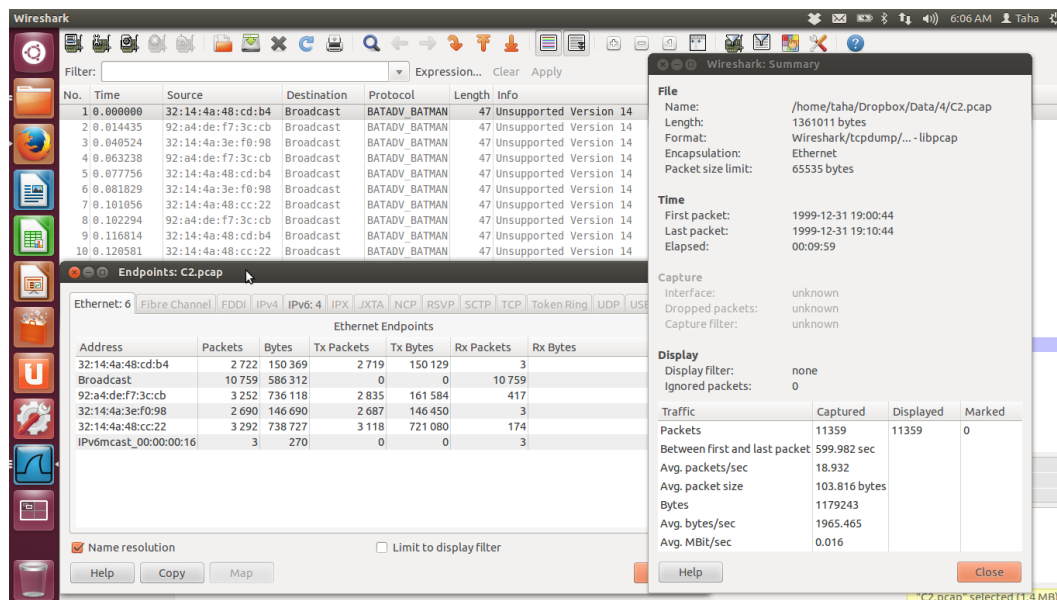 Wireshark
6:06 AM Taha
Filter:
Expression... Clear Apply
No. Time Source Destination Protocol Length Info
1 0.000000 32:14:4a:48:cd:b4 Broadcast BATADV_BATMAN 47 Unsupported Version 14
2 0.014435 92:a4:de:f7:3c:cb Broadcast BATADV_BATMAN 47 Unsupported Version 14
3 0.040524 32:14:4a:3e:f0:98 Broadcast BATADV_BATMAN 47 Unsupported Version 14
4 0.063238 92:a4:de:f7:3c:cb Broadcast BATADV_BATMAN 47 Unsupported Version 14
5 0.077756 32:14:4a:48:cd:b4 Broadcast BATADV_BATMAN 47 Unsupported Version 14
6 0.081829 32:14:4a:3e:f0:98 Broadcast BATADV_BATMAN 47 Unsupported Version 14
7 0.101056 32:14:4a:48:cc:22 Broadcast BATADV_BATMAN 47 Unsupported Version 14
8 0.102294 92:a4:de:f7:3c:cb Broadcast BATADV_BATMAN 47 Unsupported Version 14
9 0.116814 32:14:4a:48:cd:b4 Broadcast BATADV_BATMAN 47 Unsupported Version 14
10 0.120581 32:14:4a:48:cc:22 Broadcast BATADV_BATMAN 47 Unsupported Version 14
Endpoints: C2.pcap
Ethernet: 6 Fibre Channel FDDI IPv4 IPv6: 4 IPX JXTA NCP RSVP SCTP TCP Token Ring UDP USB
Ethernet Endpoints
Address Packets Bytes Tx Packets Tx Bytes Rx Packets Rx Bytes
32:14:4a:48:cd:b4 2 722 150 369 2 719 150 129 3
Broadcast 10 759 586 312 0 0 10 759
92:a4:de:f7:3c:cb 3 252 736 118 2 835 161 584 417
32:14:4a:3e:f0:98 2 690 146 690 2 687 146 450 3
32:14:4a:48:cc:22 3 292 738 727 3 118 721 080 174
IPv6mcast_00:00:00:16 3 270 0 0 3
Name resolution Limit to display filter
Help Copy Map
Wireshark: Summary
File
Name: /home/taha/Dropbox/Data/4/C2.pcap
Length: 1361011 bytes
Format: Wireshark/tcpdump/... - libpcap
Encapsulation: Ethernet
Packet size limit: 65535 bytes
Time
First packet: 1999-12-31 19:00:44
Last packet: 1999-12-31 19:10:44
Elapsed: 00:09:59
Capture
Interface: unknown
Dropped packets: unknown
Capture filter: unknown
Display
Display filter: none
Ignored packets: 0
Traffic Captured Displayed Marked
Packets 11359 11359 0
Between first and last packet 599.982 sec
Avg. packets/sec 18.932
Avg. packet size 103.816 bytes
Bytes 1179243
Avg. bytes/sec 1965.465
Avg. MBit/sec 0.016
Help Close
"C2.pcap" selected (1.4 MB)